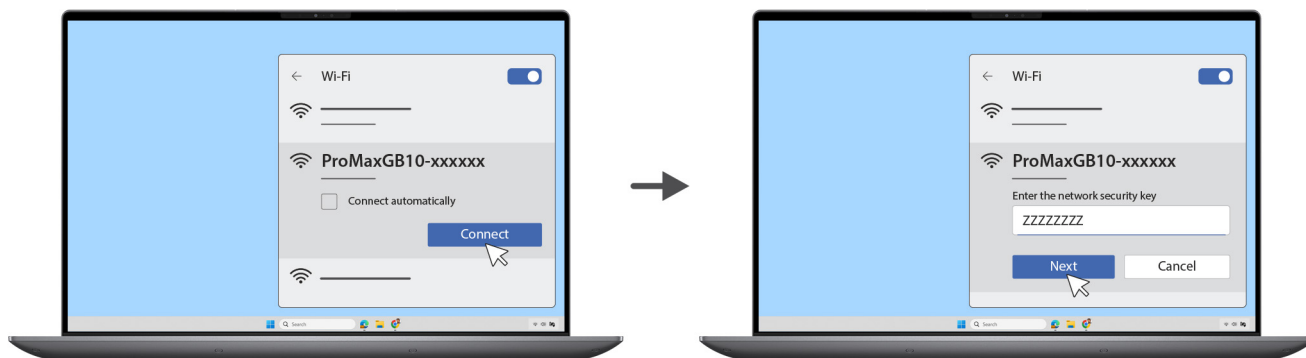 Wi-Fi
ProMaxGB10-xxxxxx
Connect automatically
Connect
Search
Wi-Fi
ProMaxGB10-xxxxxx
Enter the network security key
ZZZZZZZZ
Next Cancel
Search